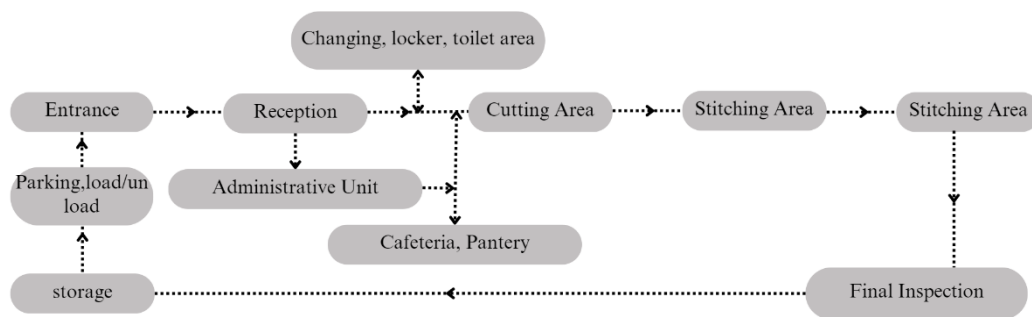 Changing, locker, toilet area
Entrance
Reception
Cutting Area
Stitching Area
Stitching Area
Parking,load/un
load
Administrative Unit
Cafeteria, Pantery
storage
Final Inspection